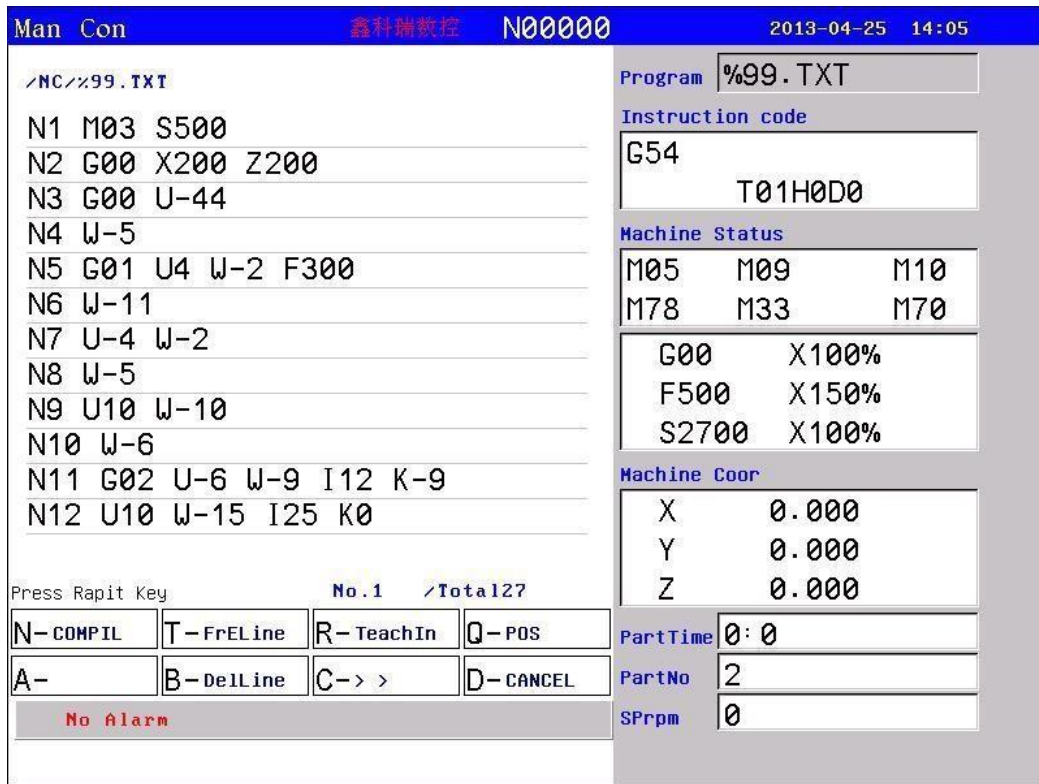 Man Con 鑫科瑞数控 N00000 2013-04-25 14:05
/NC/%99.TXT
N1 M03 S500
N2 G00 X200 Z200
N3 G00 U-44
N4 W-5
N5 G01 U4 W-2 F300
N6 W-11
N7 U-4 W-2
N8 W-5
N9 U10 W-10
N10 W-6
N11 G02 U-6 W-9 I12 K-9
N12 U10 W-15 I25 K0
Press Rapit Key No.1 /Total27
N-COMPIL T-FrELine R-TeachIn Q-POS
A- B-DelLine C-> > D-CANCEL
No Alarm
Program %99.TXT
Instruction code
G54
T01H0D0
Machine Status
M05 M09 M10
M78 M33 M70
G00 X100%
F500 X150%
S2700 X100%
Machine Coor
X 0.000
Y 0.000
Z 0.000
PartTime 0:0
PartNo 2
SPrpm 0